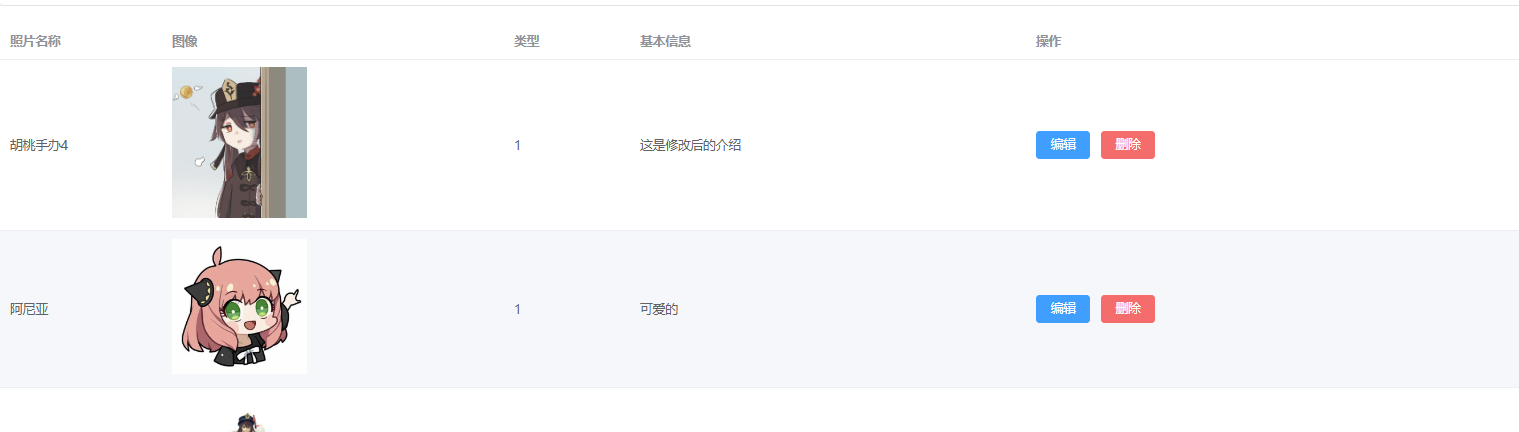 照片名称 图像 类型 基本信息 操作
胡桃手办4 1 这是修改后的介绍 编辑 删除
阿尼亚 1 可爱的 编辑 删除